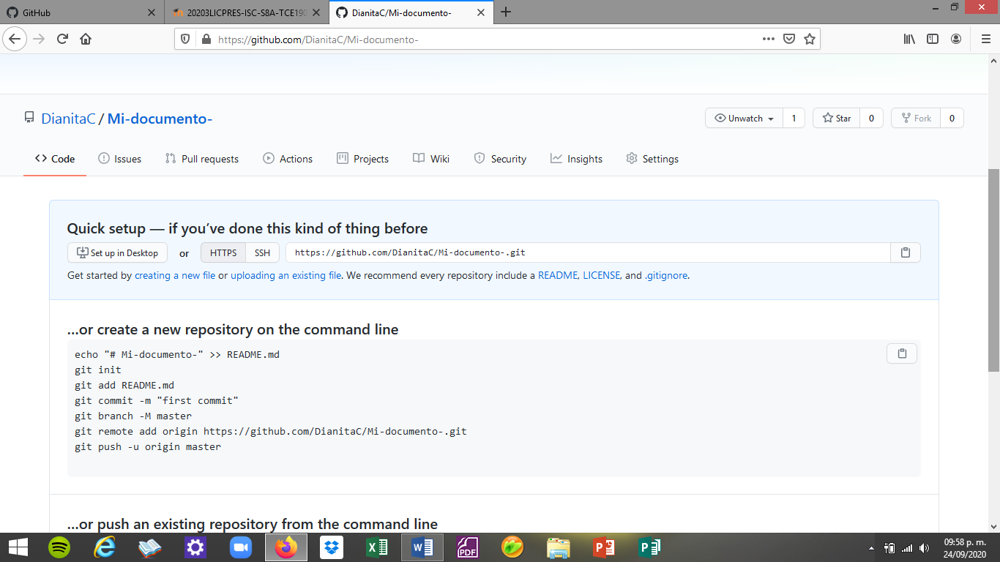 GitHub
20203LICPRES-ISC-S8A-TCE190
DianitaC/Mi-documento-
https://github.com/DianitaC/Mi-documento-
DianitaC / Mi-documento-
Unwatch 1
Star 0
Fork 0
Code
Issues
Pull requests
Actions
Projects
Wiki
Security
Insights
Settings
Quick setup — if you’ve done this kind of thing before
Set up in Desktop or HTTPS SSH https://github.com/DianitaC/Mi-documento-.git
Get started by creating a new file or uploading an existing file. We recommend every repository include a README, LICENSE, and .gitignore.
…or create a new repository on the command line
echo "# Mi-documento-" >> README.md
git init
git add README.md
git commit -m "first commit"
git branch -M master
git remote add origin https://github.com/DianitaC/Mi-documento-.git
git push -u origin master
…or push an existing repository from the command line
PDF
09:58 p. m.
24/09/2020